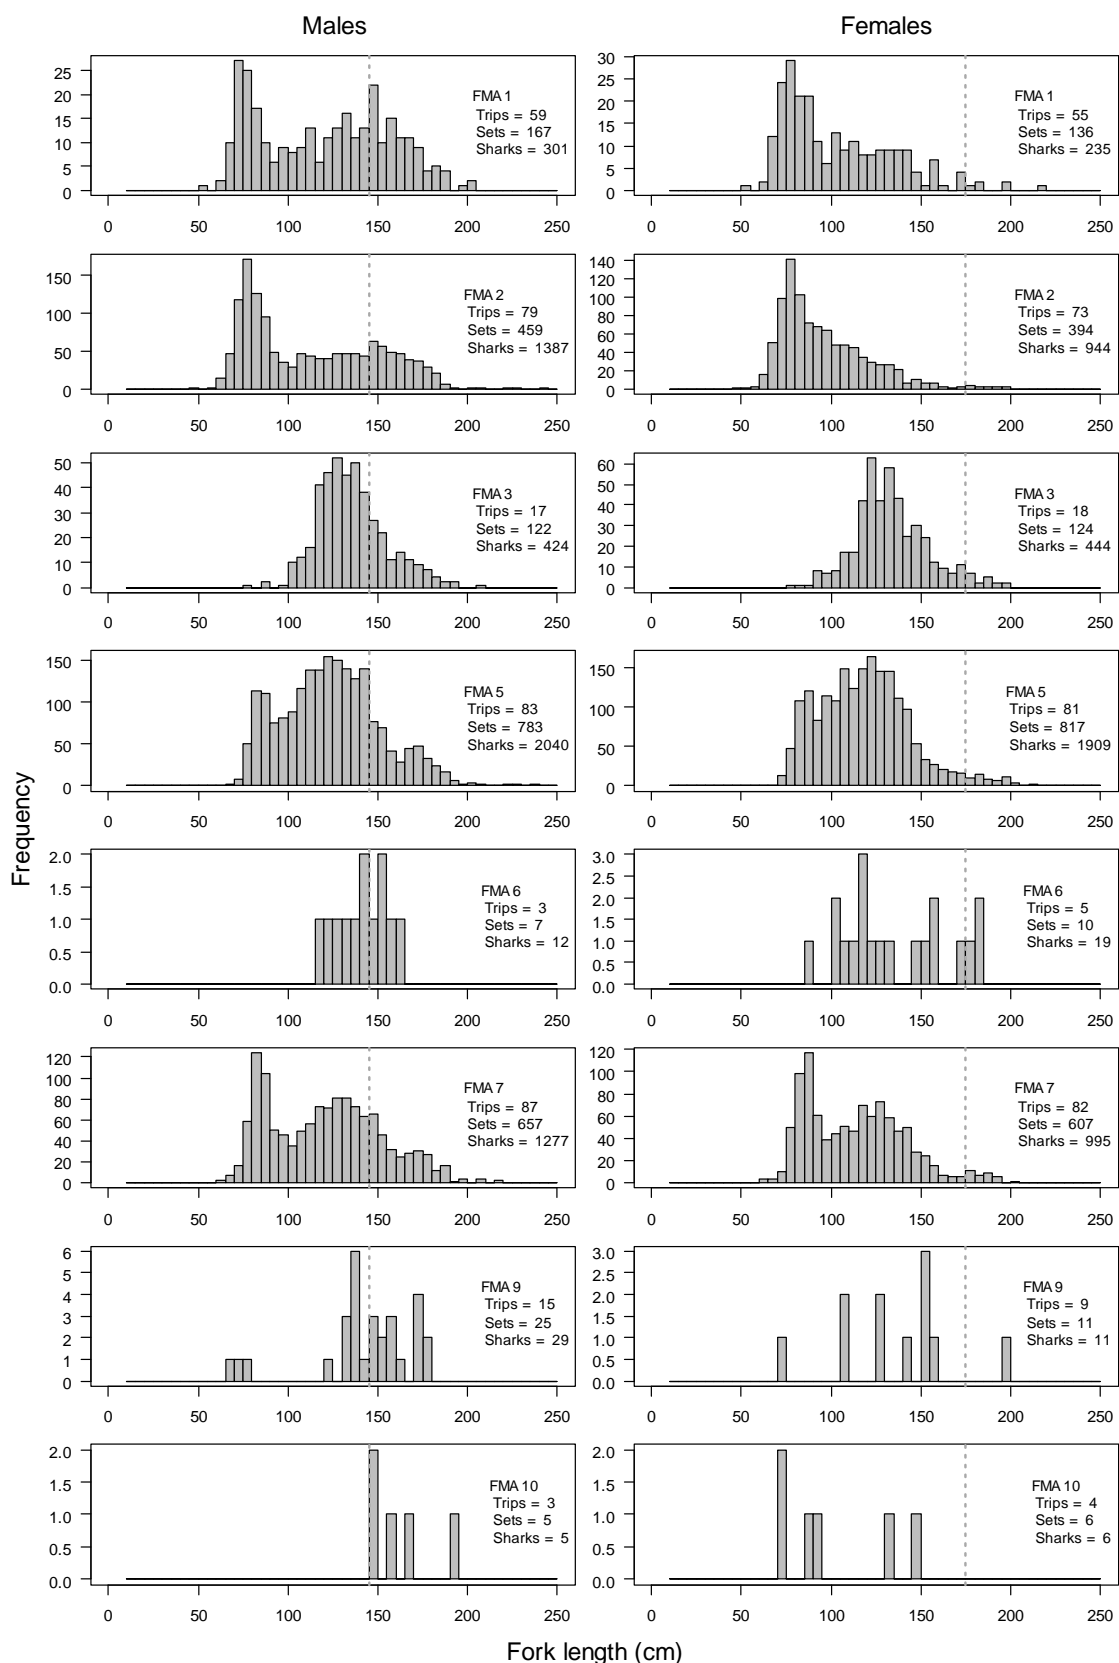 Males Females
25
20
15
10
5
0
FMA 1
Trips = 59
Sets = 167
Sharks = 301
0 50 100 150 200 250
30
25
20
15
10
5
0
FMA 1
Trips = 55
Sets = 136
Sharks = 235
0 50 100 150 200 250
150
100
50
0
FMA 2
Trips = 79
Sets = 459
Sharks = 1387
0 50 100 150 200 250
140
120
100
80
60
40
20
0
FMA 2
Trips = 73
Sets = 394
Sharks = 944
0 50 100 150 200 250
50
40
30
20
10
0
FMA 3
Trips = 17
Sets = 122
Sharks = 424
0 50 100 150 200 250
60
50
40
30
20
10
0
FMA 3
Trips = 18
Sets = 124
Sharks = 444
0 50 100 150 200 250
150
100
50
0
FMA 5
Trips = 83
Sets = 783
Sharks = 2040
0 50 100 150 200 250
150
100
50
0
FMA 5
Trips = 81
Sets = 817
Sharks = 1909
0 50 100 150 200 250
Frequency
2.0
1.5
1.0
0.5
0.0
FMA 6
Trips = 3
Sets = 7
Sharks = 12
0 50 100 150 200 250
3.0
2.5
2.0
1.5
1.0
0.5
0.0
FMA 6
Trips = 5
Sets = 10
Sharks = 19
0 50 100 150 200 250
120
100
80
60
40
20
0
FMA 7
Trips = 87
Sets = 657
Sharks = 1277
0 50 100 150 200 250
120
100
80
60
40
20
0
FMA 7
Trips = 82
Sets = 607
Sharks = 995
0 50 100 150 200 250
6
5
4
3
2
1
0
FMA 9
Trips = 15
Sets = 25
Sharks = 29
0 50 100 150 200 250
3.0
2.5
2.0
1.5
1.0
0.5
0.0
FMA 9
Trips = 9
Sets = 11
Sharks = 11
0 50 100 150 200 250
2.0
1.5
1.0
0.5
0.0
FMA 10
Trips = 3
Sets = 5
Sharks = 5
0 50 100 150 200 250
2.0
1.5
1.0
0.5
0.0
FMA 10
Trips = 4
Sets = 6
Sharks = 6
0 50 100 150 200 250
Fork length (cm)